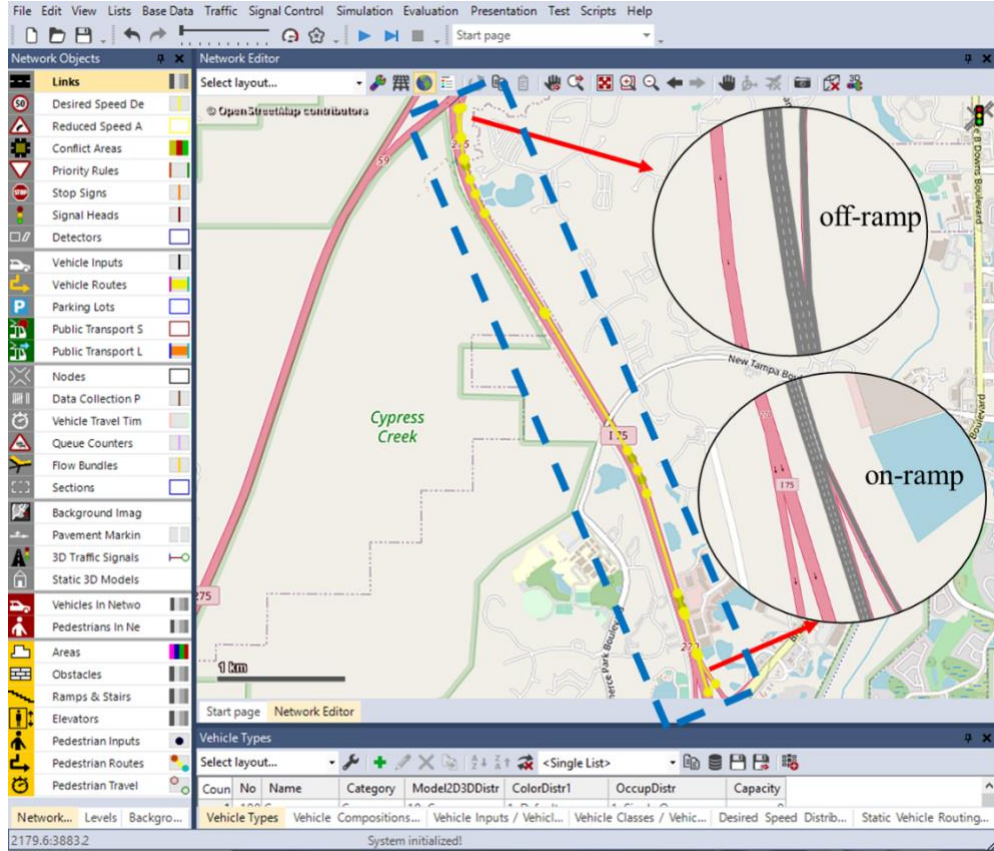 File Edit View Lists Base Data Traffic Signal Control Simulation Evaluation Presentation Test Scripts Help
Start page
Network Objects
Network Editor
Links
Select layout...
50
Desired Speed De
© OpenStreetMap contributors
Reduced Speed A
Conflict Areas
Priority Rules
59
STOP
Stop Signs
Signal Heads
off-ramp
Detectors
Vehicle Inputs
Vehicle Routes
P
Parking Lots
Public Transport S
Public Transport L
New Tampa
Nodes
Data Collection P
Cypress
Creek
Vehicle Travel Tim
Queue Counters
I 75
Boulevard
Flow Bundles
on-ramp
Sections
I 75
Background Imag
Pavement Markin
3D Traffic Signals
Static 3D Models
275
Vehicles In Netwo
Pedestrians In Ne
Areas
Obstacles
1 km
Ramps & Stairs
Elevators
Start page Network Editor
Pedestrian Inputs
Vehicle Types
Pedestrian Routes
Select layout... <Single List>
Pedestrian Travel
Coun No Name Category Model2D3DDistr ColorDistr1 OccupDistr Capacity
Network... Levels Backgro...
Vehicle Types Vehicle Compositions... Vehicle Inputs / Vehicl... Vehicle Classes / Vehic... Desired Speed Distrib... Static Vehicle Routing...
2179.6:3883.2 System initialized!